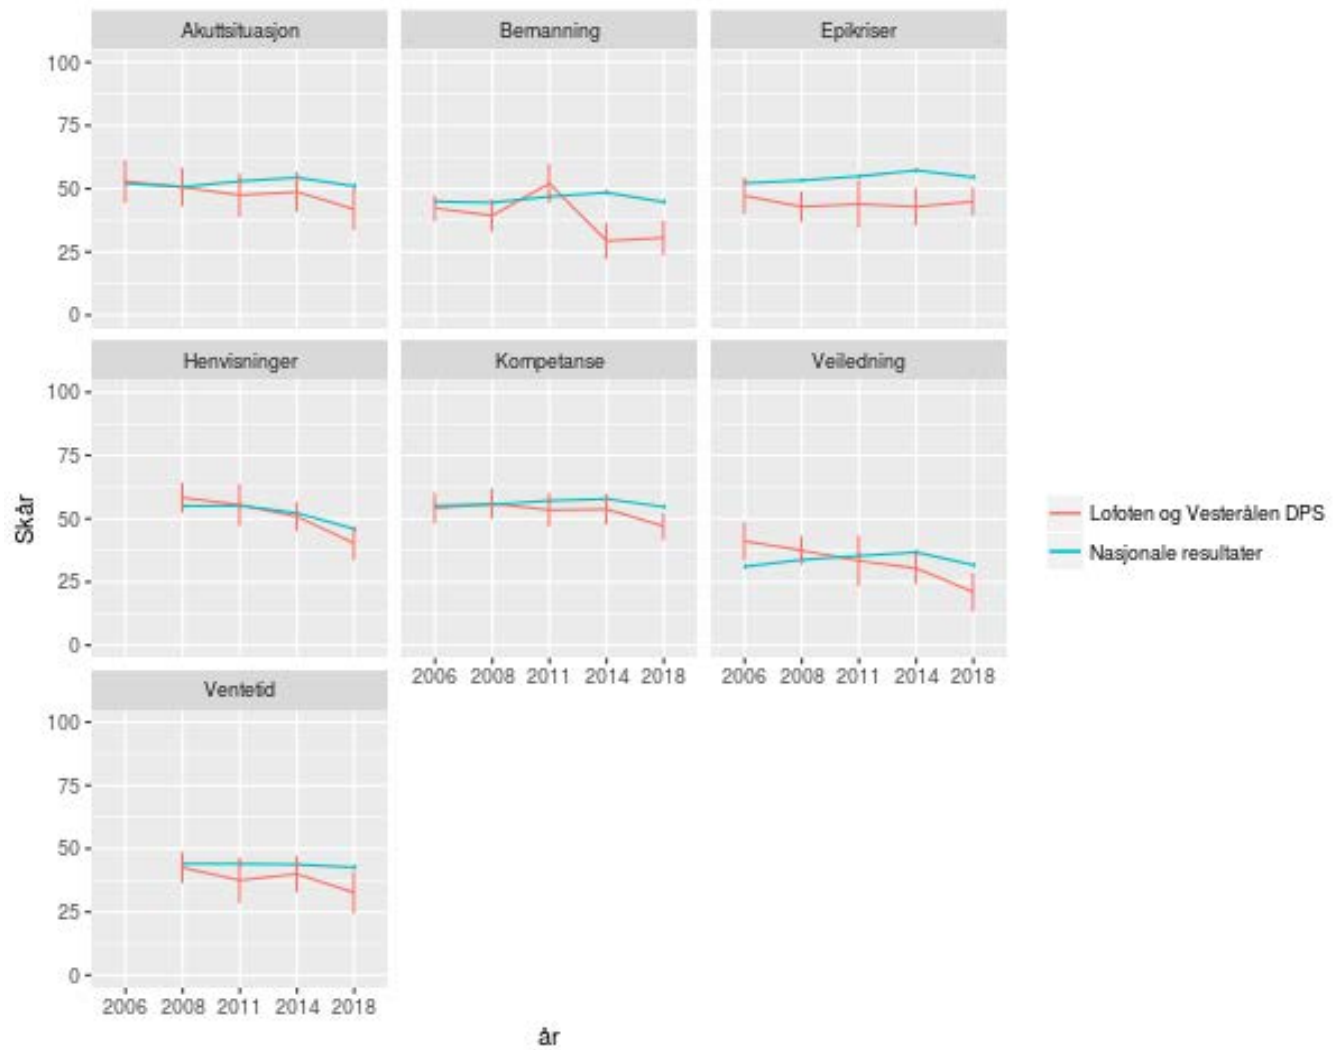 Akuttsituasjon
Bemanning
Epikriser
100
75
50
25
0
Henvisninger
Kompetanse
Veiledning
100
75
50
25
0
2006 2008 2011 2014 2018
2006 2008 2011 2014 2018
Ventetid
100
75
50
25
0
2006 2008 2011 2014 2018
Skår
år
Lofoten og Vesterålen DPS
Nasjonale resultater